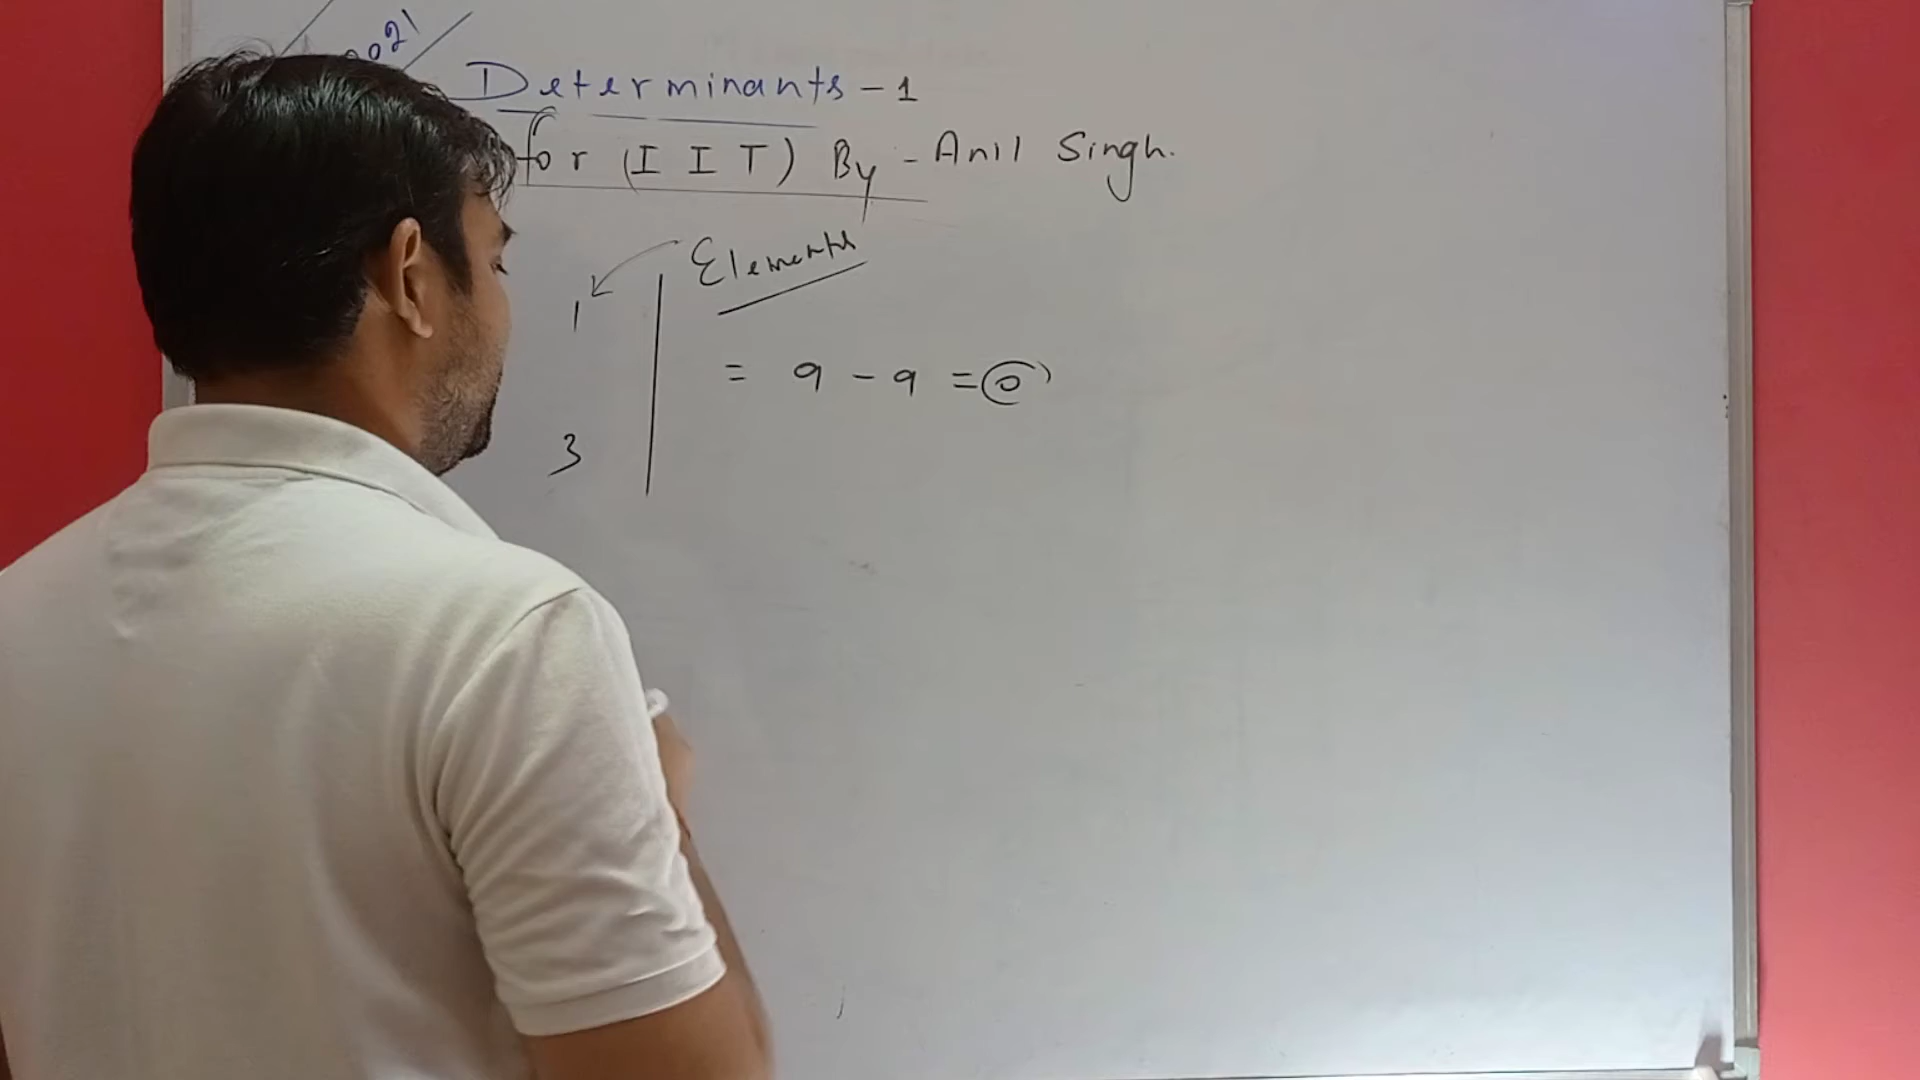 Determinants-1
for (IIT) By - Anil Singh.
Elements
1
= 9 - 9 = 0
3